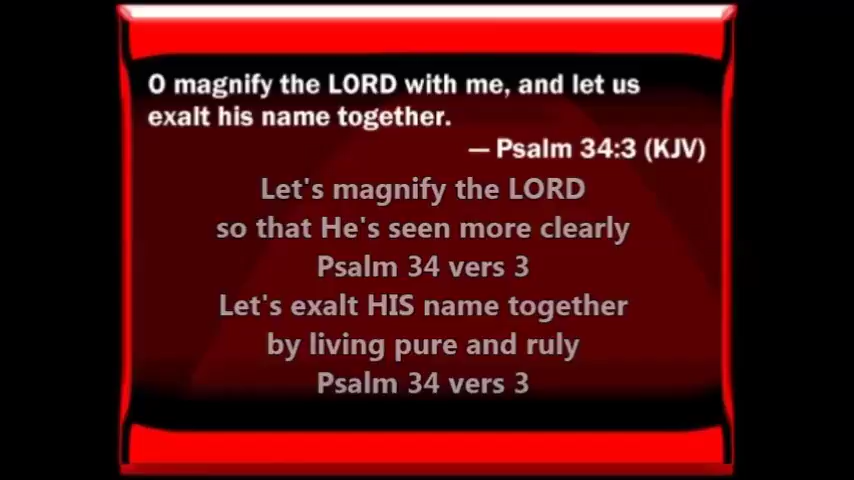 O magnify the LORD with me, and let us
exalt his name together.
— Psalm 34:3 (KJV)
Let's magnify the LORD
so that He's seen more clearly
Psalm 34 vers 3
Let's exalt HIS name together
by living pure and ruly
Psalm 34 vers 3